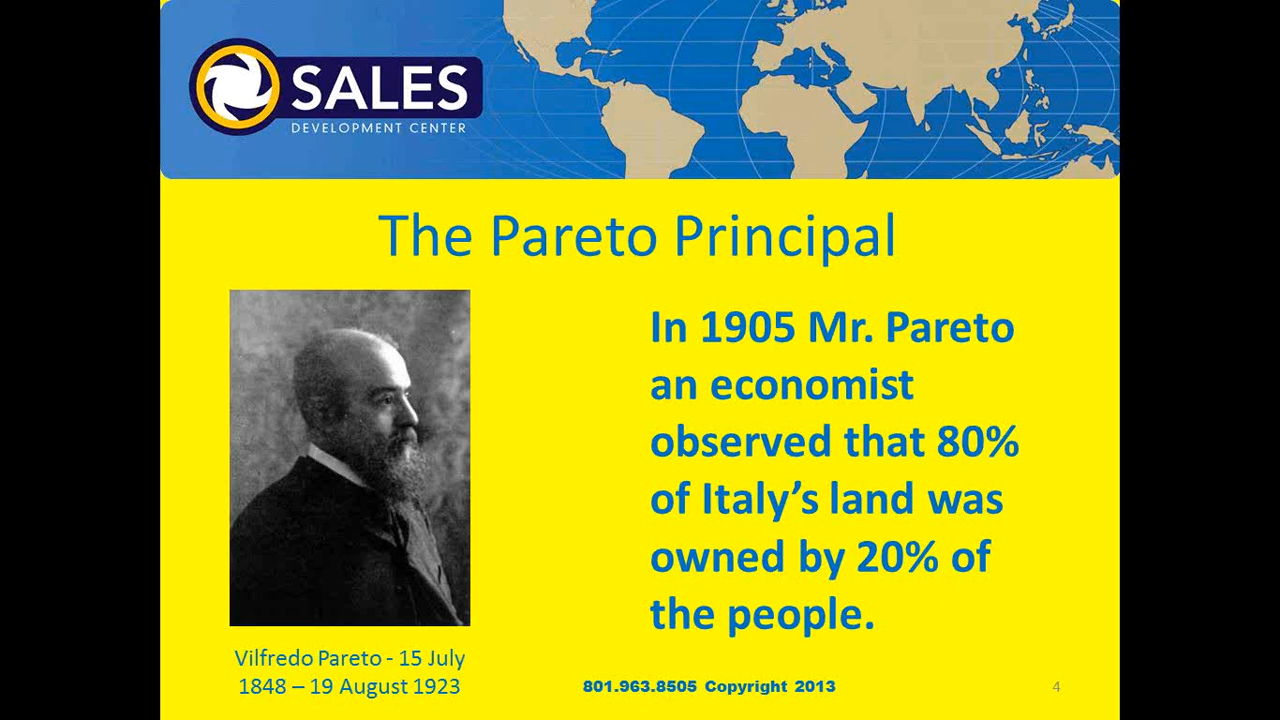 SALES
DEVELOPMENT CENTER
The Pareto Principal
In 1905 Mr. Pareto
an economist
observed that 80%
of Italy’s land was
owned by 20% of
the people.
Vilfredo Pareto - 15 July
1848 – 19 August 1923
801.963.8505 Copyright 2013
4